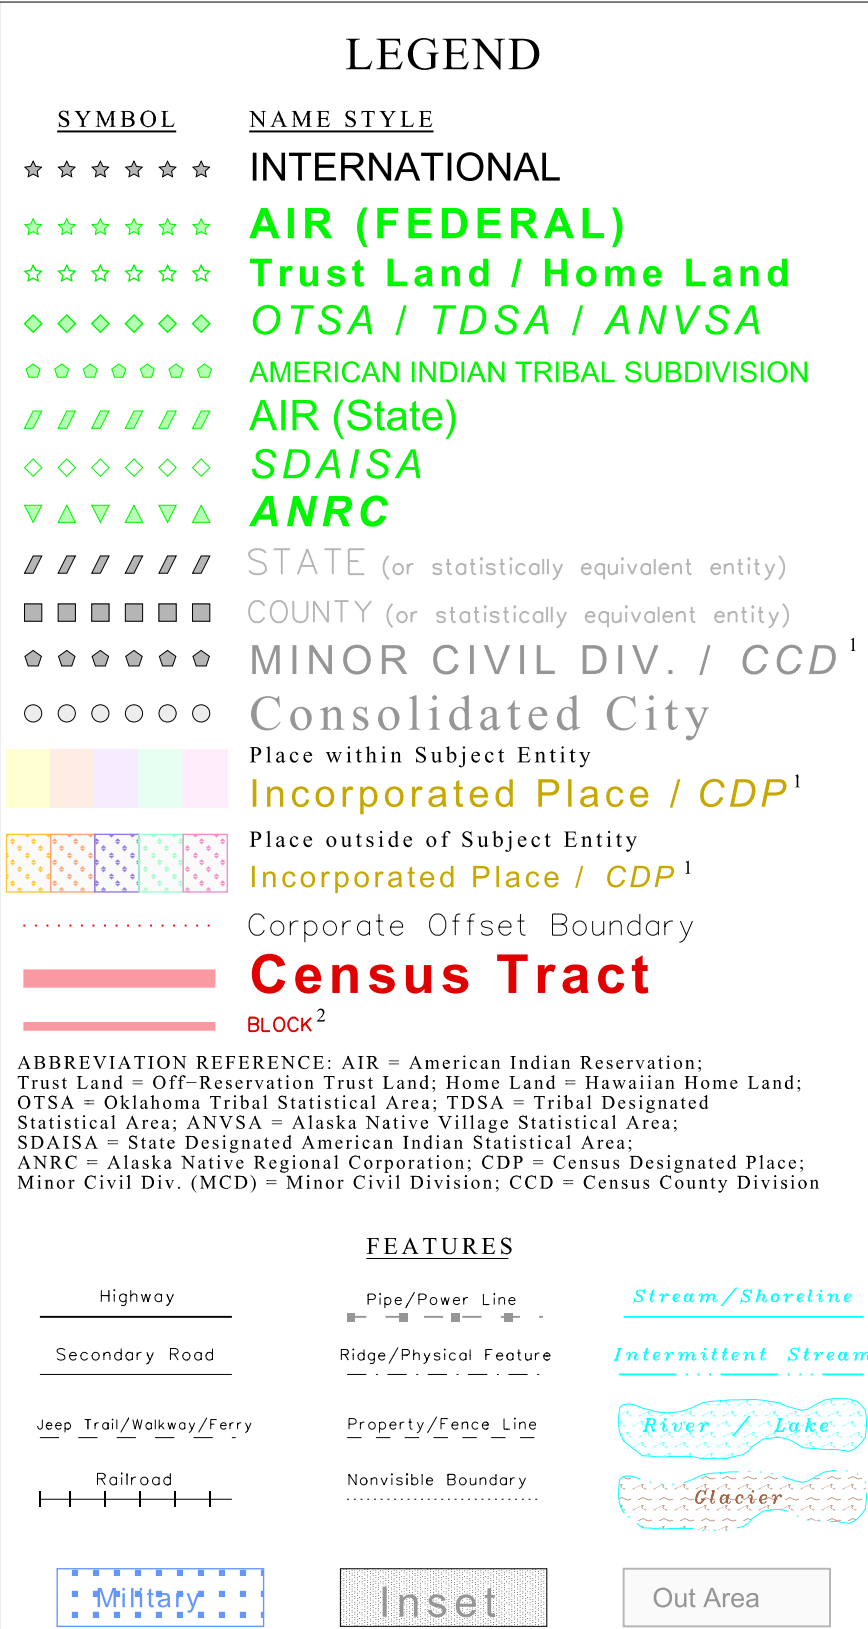 LEGEND
SYMBOL NAME STYLE
INTERNATIONAL
AIR (FEDERAL)
Trust Land / Home Land
OTSA / TDSA / ANVSA
AMERICAN INDIAN TRIBAL SUBDIVISION
AIR (State)
SDAISA
ANRC
STATE (or statistically equivalent entity)
COUNTY (or statistically equivalent entity)
MINOR CIVIL DIV. / CCD 1
Consolidated City
Place within Subject Entity
Incorporated Place / CDP 1
Place outside of Subject Entity
Incorporated Place / CDP 1
Corporate Offset Boundary
Census Tract
BLOCK 2
ABBREVIATION REFERENCE: AIR = American Indian Reservation;
Trust Land = Off−Reservation Trust Land; Home Land = Hawaiian Home Land;
OTSA = Oklahoma Tribal Statistical Area; TDSA = Tribal Designated
Statistical Area; ANVSA = Alaska Native Village Statistical Area;
SDAISA = State Designated American Indian Statistical Area;
ANRC = Alaska Native Regional Corporation; CDP = Census Designated Place;
Minor Civil Div. (MCD) = Minor Civil Division; CCD = Census County Division
FEATURES
Highway Pipe/Power Line Stream/Shoreline
Secondary Road Ridge/Physical Feature Intermittent Stream
Jeep Trail/Walkway/Ferry Property/Fence Line River / Lake
Railroad Nonvisible Boundary Glacier
Military Inset Out Area